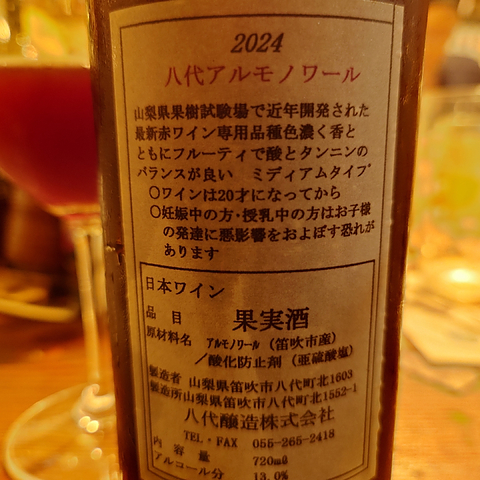 2024
八代アルモノワール
山梨県果樹試験場で近年開発された
最新赤ワイン専用品種色濃く香と
ともにフルーティで酸とタンニンの
バランスが良い　ミディアムタイプ
〇ワインは20才になってから
〇妊娠中の方・授乳中の方はお子様
の発達に悪影響をおよぼす恐れが
あります
日本ワイン
品　目　果実酒
原材料名　アルモノワール（笛吹市産）
／酸化防止剤（亜硫酸塩）
製造者　山梨県笛吹市八代町北1603
製造所山梨県笛吹市八代町北1552-1
八代醸造株式会社
TEL・FAX　055-265-2418
内　容　量　720mℓ
アルコール分　13.0%